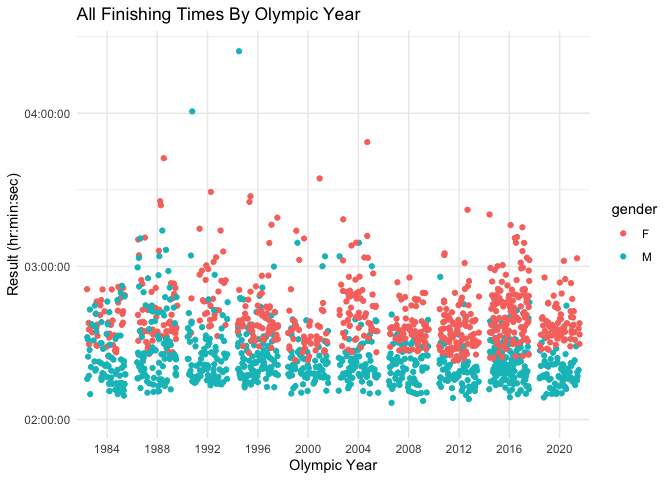 All Finishing Times By Olympic Year
Result (hr:min:sec)
04:00:00
03:00:00
02:00:00
1984 1988 1992 1996 2000 2004 2008 2012 2016 2020
Olympic Year
gender
F
M